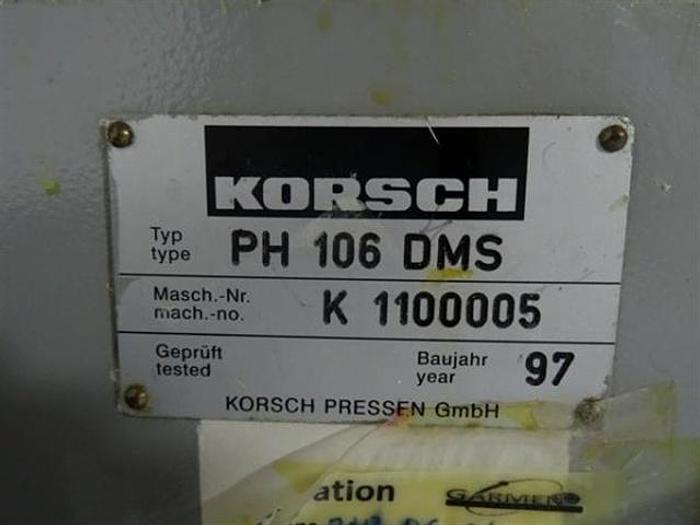 KORSCH
Typ
type PH 106 DMS
Masch.-Nr.
mach.-no. K 1100005
Geprüft
tested
Baujahr
year 97
KORSCH PRESSEN GmbH
ation